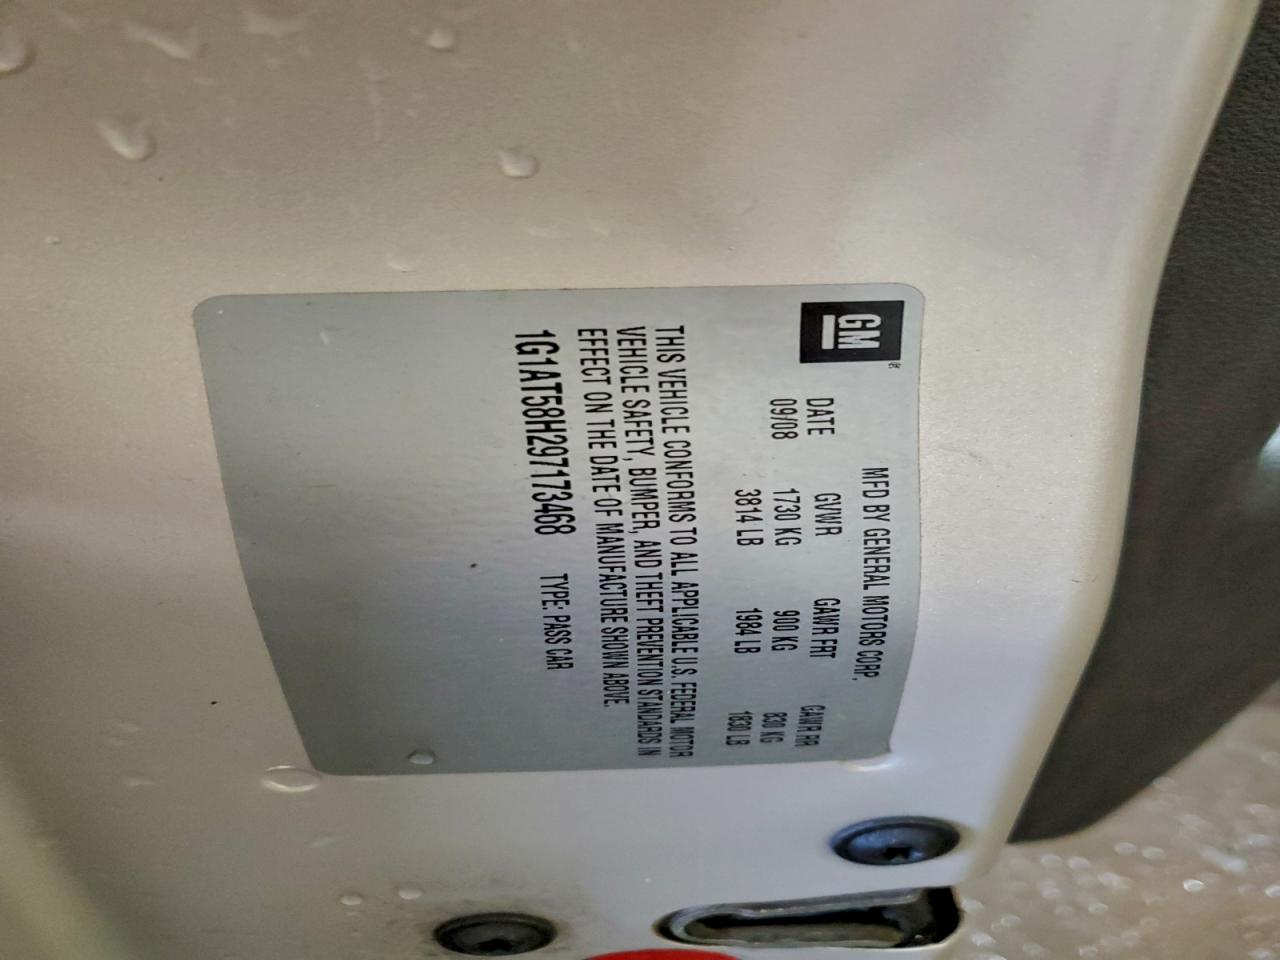 GM
MFD BY GENERAL MOTORS CORP.
DATE GVWR GAWR FRT GAWR RR
09/08 1730 KG 900 KG 830 KG
3814 LB 1984 LB 1830 LB
THIS VEHICLE CONFORMS TO ALL APPLICABLE U.S. FEDERAL MOTOR
VEHICLE SAFETY, BUMPER, AND THEFT PREVENTION STANDARDS IN
EFFECT ON THE DATE OF MANUFACTURE SHOWN ABOVE.
1G1AT58H297173468 TYPE: PASS CAR